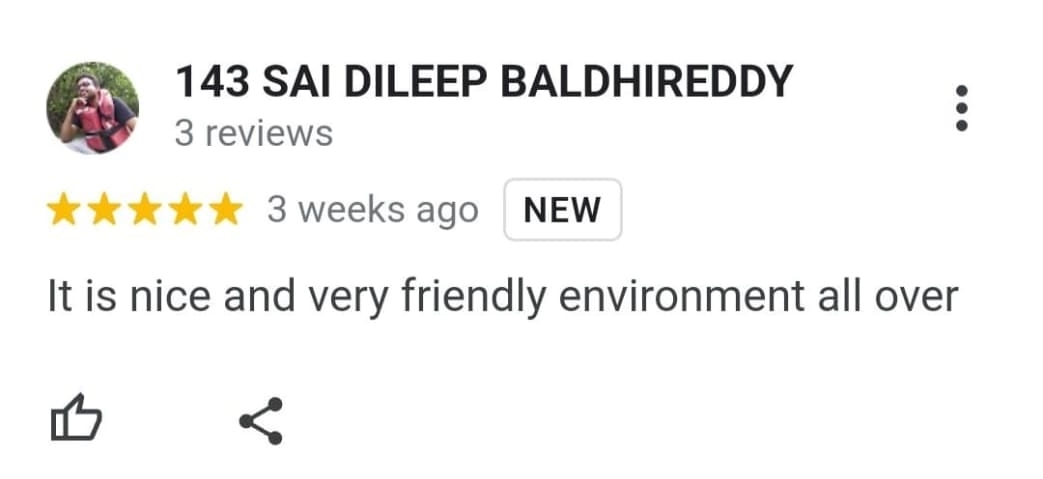 143 SAI DILEEP BALDHIREDDY
3 reviews
3 weeks ago NEW
It is nice and very friendly environment all over